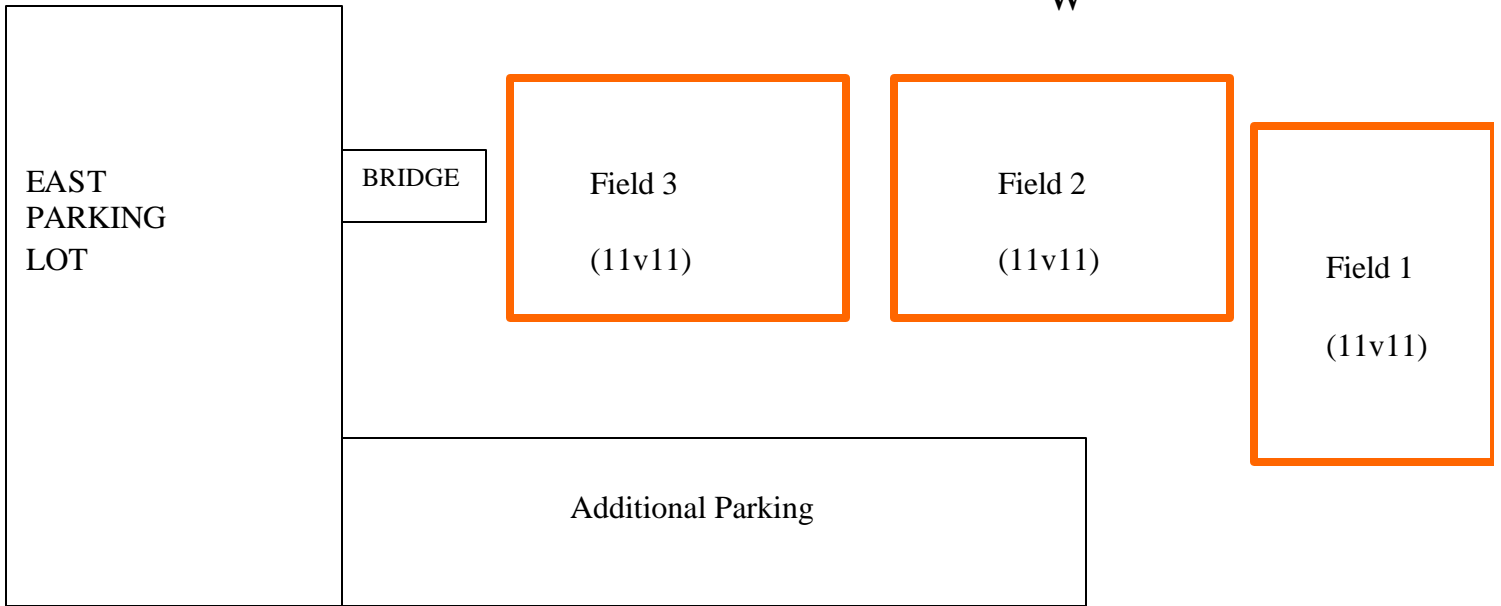 W
EAST
PARKING
LOT
BRIDGE
Field 3
(11v11)
Field 2
(11v11)
Field 1
(11v11)
Additional Parking